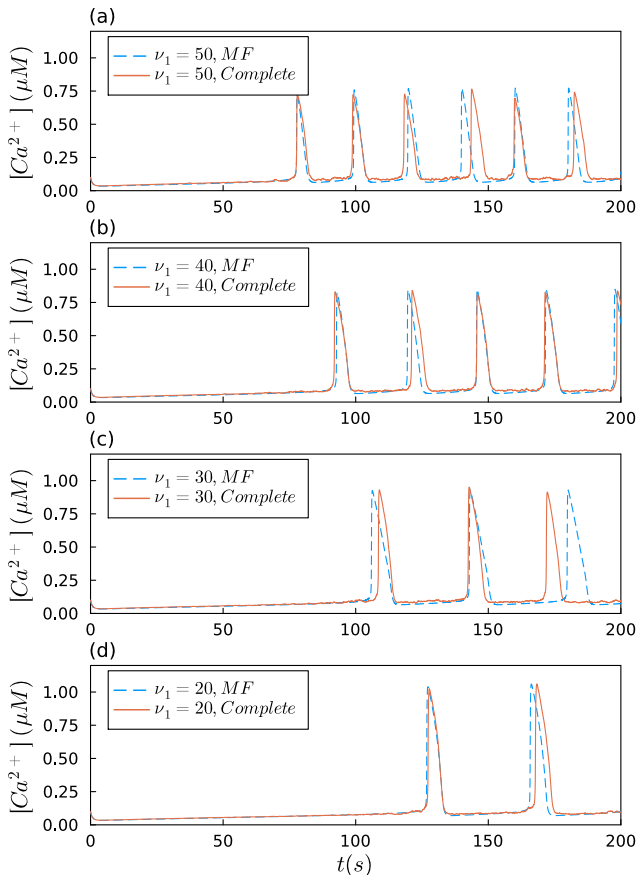 (a)
[Ca²⁺] (μM)
1.00
0.75
0.50
0.25
0.00
ν₁ = 50, MF
ν₁ = 50, Complete
0 50 100 150 200
(b)
[Ca²⁺] (μM)
1.00
0.75
0.50
0.25
0.00
ν₁ = 40, MF
ν₁ = 40, Complete
0 50 100 150 200
(c)
[Ca²⁺] (μM)
1.00
0.75
0.50
0.25
0.00
ν₁ = 30, MF
ν₁ = 30, Complete
0 50 100 150 200
(d)
[Ca²⁺] (μM)
1.00
0.75
0.50
0.25
0.00
ν₁ = 20, MF
ν₁ = 20, Complete
0 50 100 150 200
t(s)